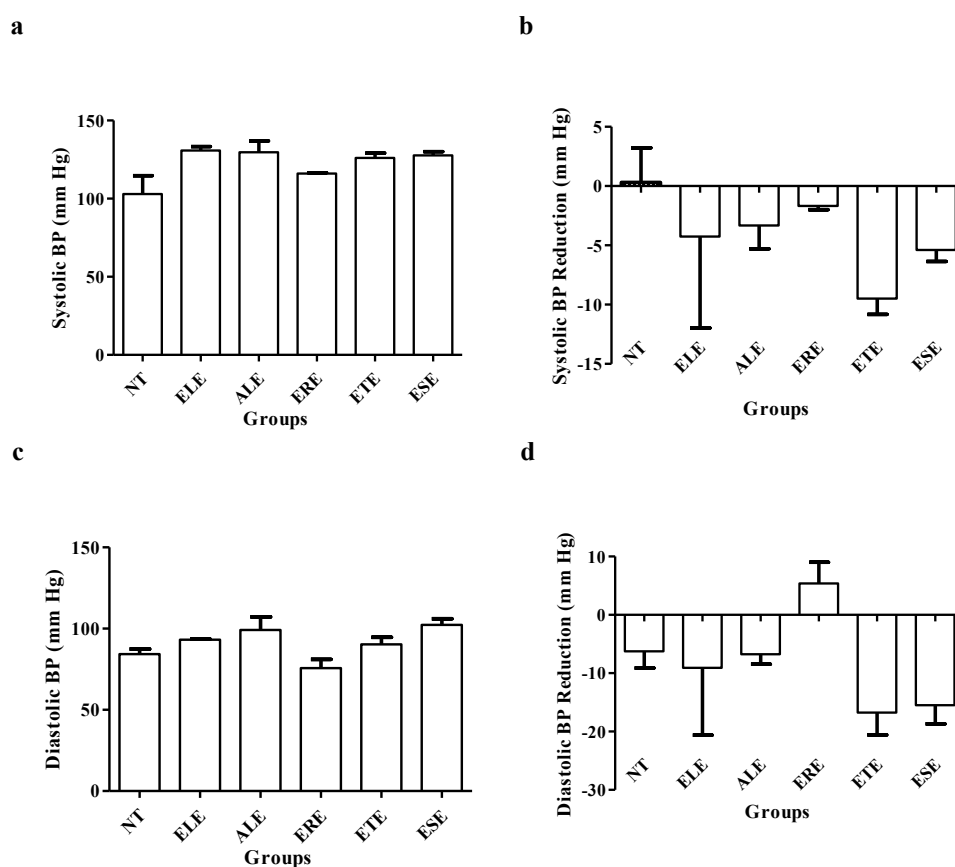 a
Systolic BP (mm Hg)
150
100
50
0
NT ELE ALE ERE ETE ESE
Groups
b
Systolic BP Reduction (mm Hg)
5
0
-5
-10
-15
NT ELE ALE ERE ETE ESE
Groups
c
Diastolic BP (mm Hg)
150
100
50
0
NT ELE ALE ERE ETE ESE
Groups
d
Diastolic BP Reduction (mm Hg)
10
0
-10
-20
-30
NT ELE ALE ERE ETE ESE
Groups